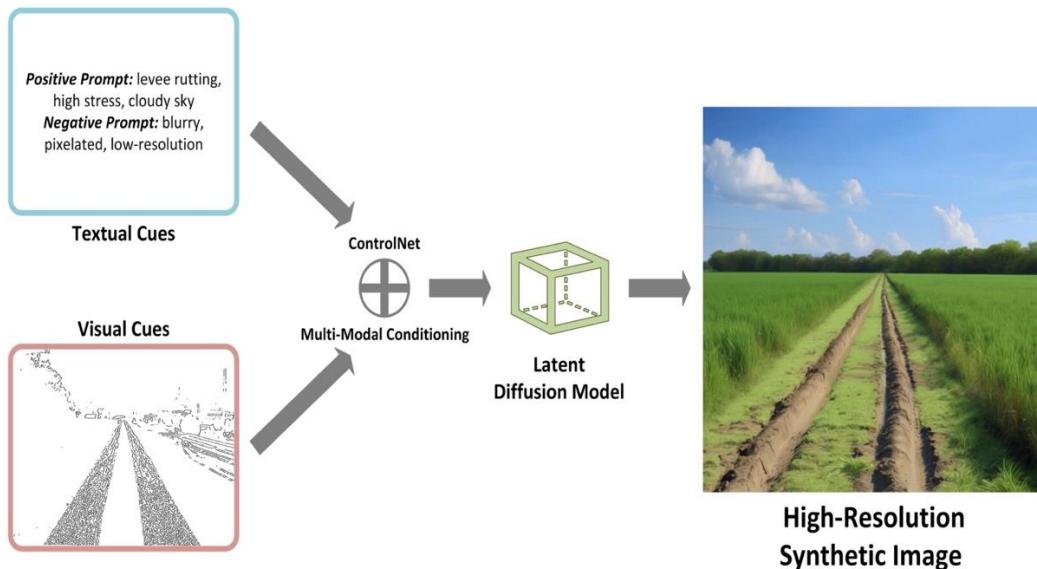 Positive Prompt: levee rutting,
high stress, cloudy sky
Negative Prompt: blurry,
pixelated, low-resolution
Textual Cues
Visual Cues
ControlNet
Multi-Modal Conditioning
Latent
Diffusion Model
High-Resolution
Synthetic Image